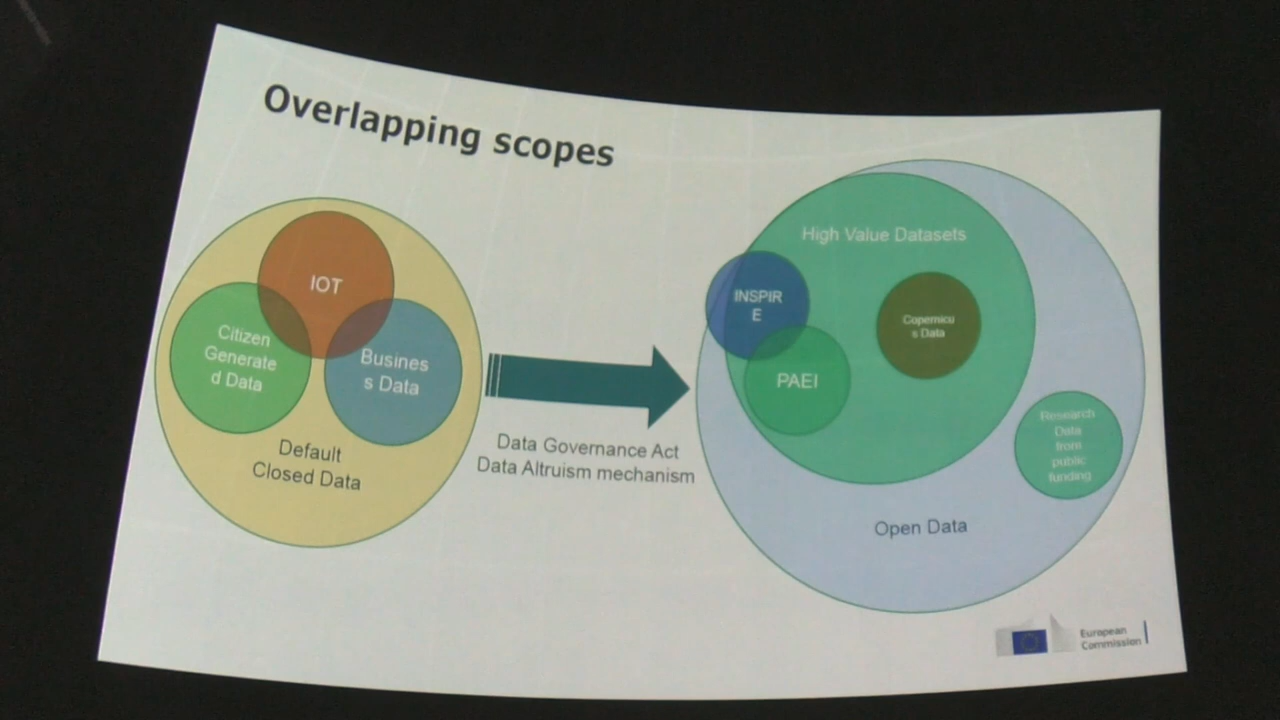 Overlapping scopes
IOT
Citizen
Generate
d Data
Busines
s Data
Default
Closed Data
Data Governance Act
Data Altruism mechanism
High Value Datasets
INSPIR
E
Copernicu
s Data
PAEI
Research
Data
from
public
funding
Open Data
European
Commission